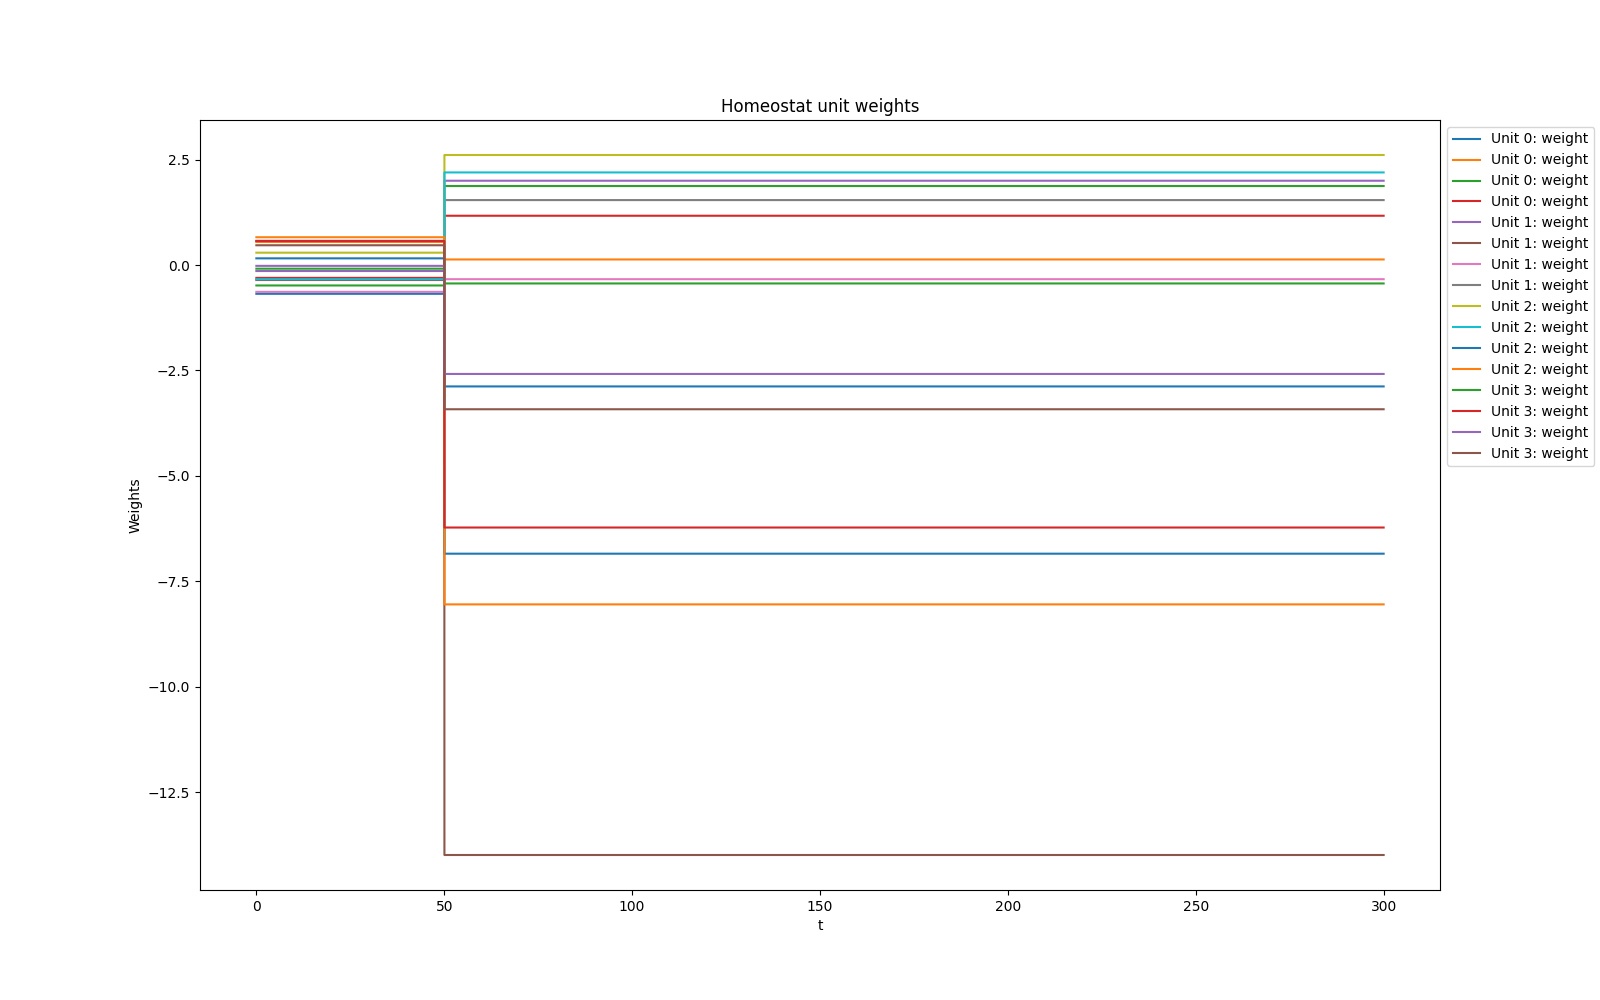 Homeostat unit weights
2.5
0.0
−2.5
−5.0
−7.5
−10.0
−12.5
Weights
0
50
100
150
200
250
300
t
Unit 0: weight
Unit 0: weight
Unit 0: weight
Unit 0: weight
Unit 1: weight
Unit 1: weight
Unit 1: weight
Unit 1: weight
Unit 2: weight
Unit 2: weight
Unit 2: weight
Unit 2: weight
Unit 3: weight
Unit 3: weight
Unit 3: weight
Unit 3: weight